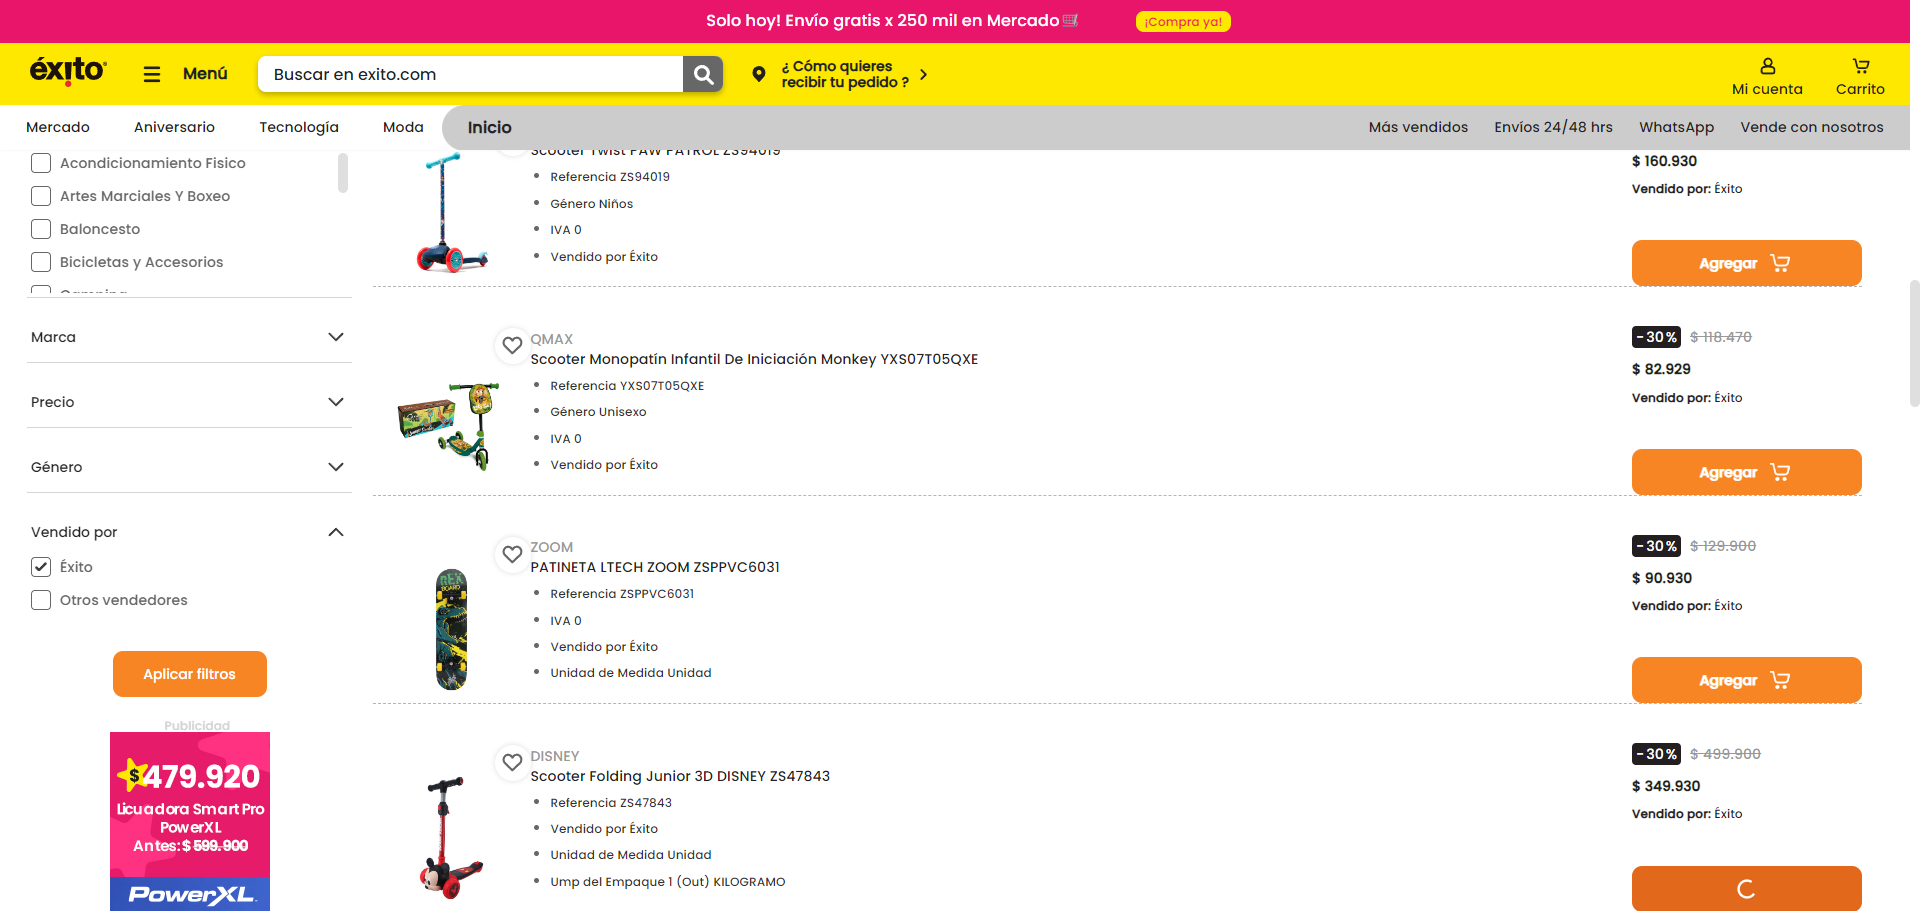 Solo hoy! Envío gratis x 250 mil en Mercado
¡Compra ya!
éxito
Menú
Buscar en exito.com
¿ Cómo quieres
recibir tu pedido ?
Mi cuenta
Carrito
Mercado
Aniversario
Tecnología
Moda
Inicio
Más vendidos
Envíos 24/48 hrs
WhatsApp
Vende con nosotros
Acondicionamiento Fisico
Artes Marciales Y Boxeo
Baloncesto
Bicicletas y Accesorios
Camping
Marca
Precio
Género
Vendido por
Éxito
Otros vendedores
Aplicar filtros
Publicidad
$479.920
Licuadora Smart Pro
PowerXL
Antes: $ 599.900
PowerXL
Scooter Twist PAW PATROL ZS94019
Referencia ZS94019
Género Niños
IVA 0
Vendido por Éxito
$ 160.930
Vendido por: Éxito
Agregar
QMAX
Scooter Monopatín Infantil De Iniciación Monkey YXS07T05QXE
Referencia YXS07T05QXE
Género Unisexo
IVA 0
Vendido por Éxito
-30% $ 118.470
$ 82.929
Vendido por: Éxito
Agregar
ZOOM
PATINETA LTECH ZOOM ZSPPVC6031
Referencia ZSPPVC6031
IVA 0
Vendido por Éxito
Unidad de Medida Unidad
-30% $ 129.900
$ 90.930
Vendido por: Éxito
Agregar
REX
DISNEY
Scooter Folding Junior 3D DISNEY ZS47843
Referencia ZS47843
Vendido por Éxito
Unidad de Medida Unidad
Ump del Empaque 1 (Out) KILOGRAMO
-30% $ 499.900
$ 349.930
Vendido por: Éxito